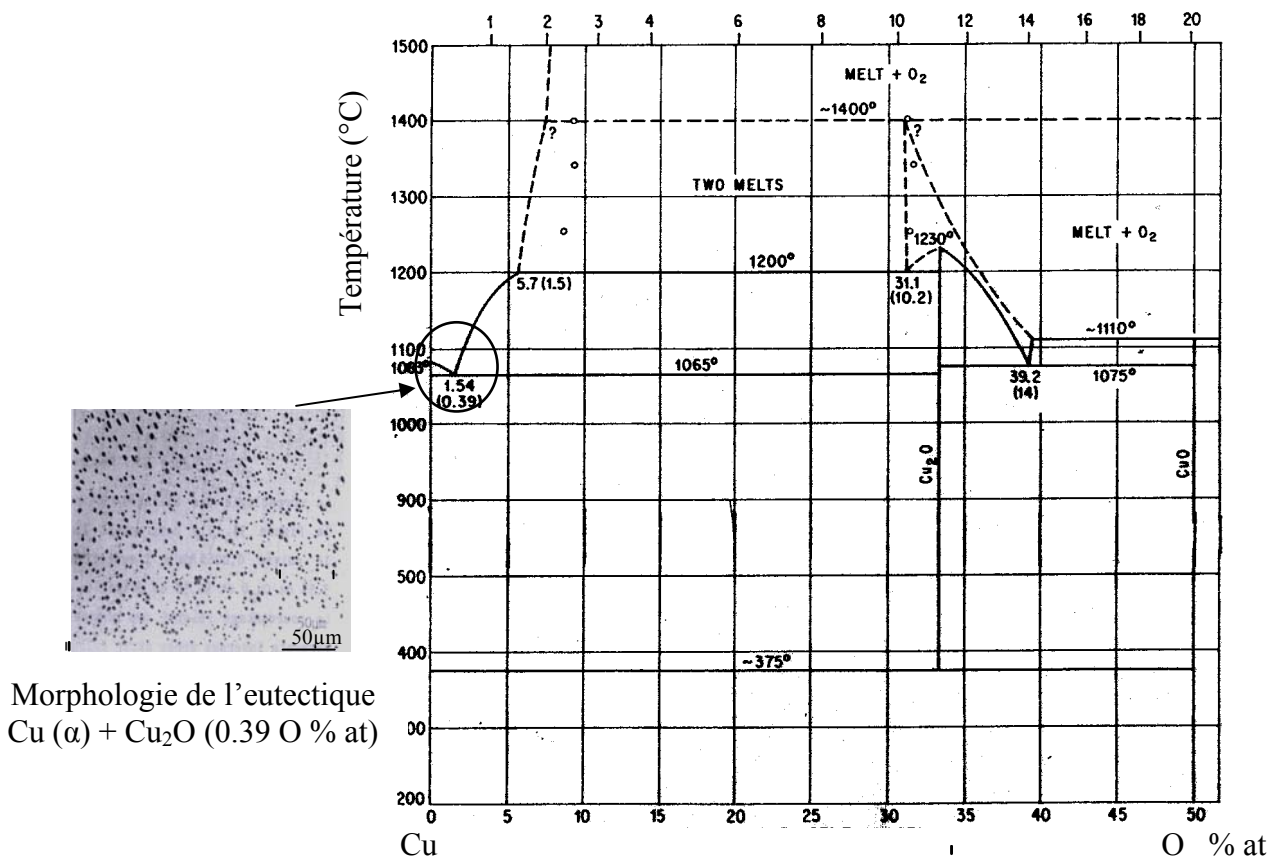 1 2 3 4 6 8 10 12 14 16 18 20
1500
MELT + O₂
~1400°
1400
? ?
TWO MELTS
1300
MELT + O₂
1230°
1200° 
1200
5.7 (1.5) 31.1
(10.2)
~1110°
1100
1065° 1075°
1.54 39.2
(0.39) (14)
1000
Cu₂O CuO
900
500
400
~375°
00
200
0 5 10 15 20 25 30 35 40 45 50
Cu O % at
Température (°C)
50µm
Morphologie de l’eutectique
Cu (α) + Cu₂O (0.39 O % at)